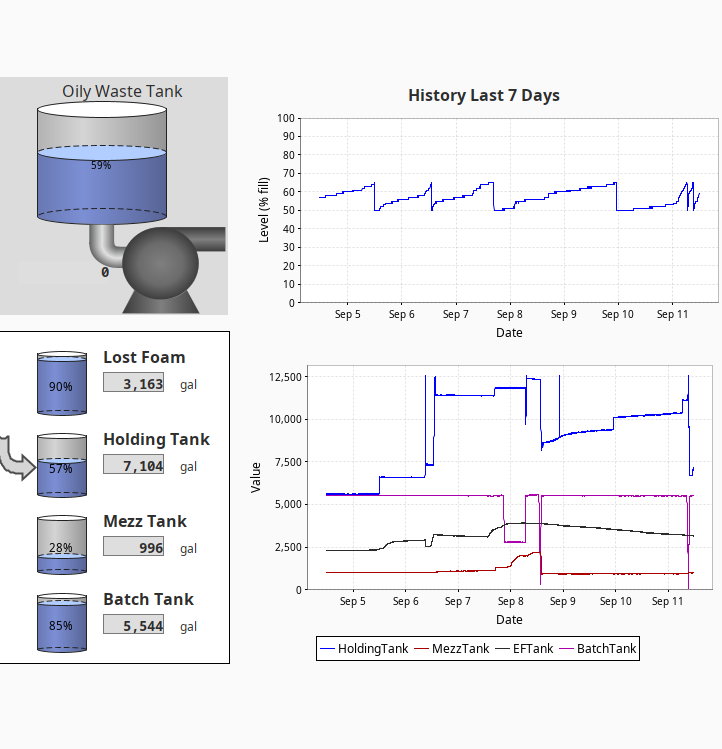 Oily Waste Tank
59%
0
History Last 7 Days
100
90
80
70
60
50
40
30
20
10
0
Level (% fill)
Sep 5 Sep 6 Sep 7 Sep 8 Sep 9 Sep 10 Sep 11
Date
Lost Foam
90%
3,163 gal
Holding Tank
57%
7,104 gal
Mezz Tank
28%
996 gal
Batch Tank
85%
5,544 gal
12,500
10,000
7,500
5,000
2,500
0
Value
Sep 5 Sep 6 Sep 7 Sep 8 Sep 9 Sep 10 Sep 11
Date
HoldingTank MezzTank EFTank BatchTank